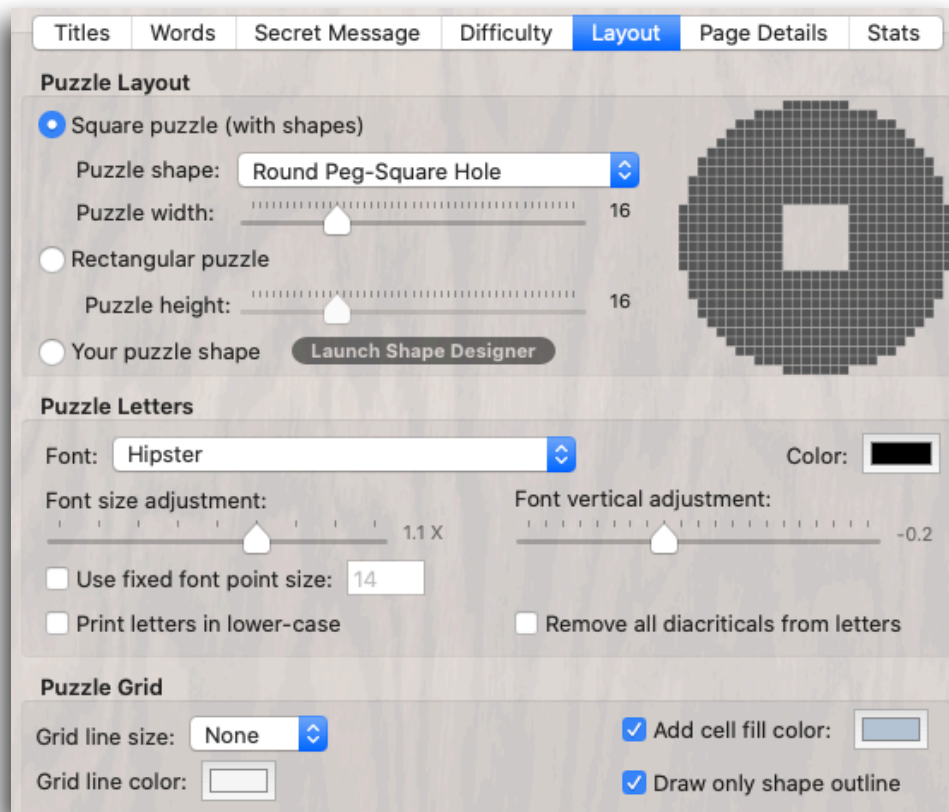 Titles Words Secret Message Difficulty Layout Page Details Stats
Puzzle Layout
Square puzzle (with shapes)
Puzzle shape: Round Peg-Square Hole
Puzzle width: 16
Rectangular puzzle
Puzzle height: 16
Your puzzle shape Launch Shape Designer
Puzzle Letters
Font: Hipster Color:
Font size adjustment: Font vertical adjustment:
1.1 X -0.2
Use fixed font point size: 14
Print letters in lower-case Remove all diacriticals from letters
Puzzle Grid
Grid line size: None Add cell fill color:
Grid line color: Draw only shape outline